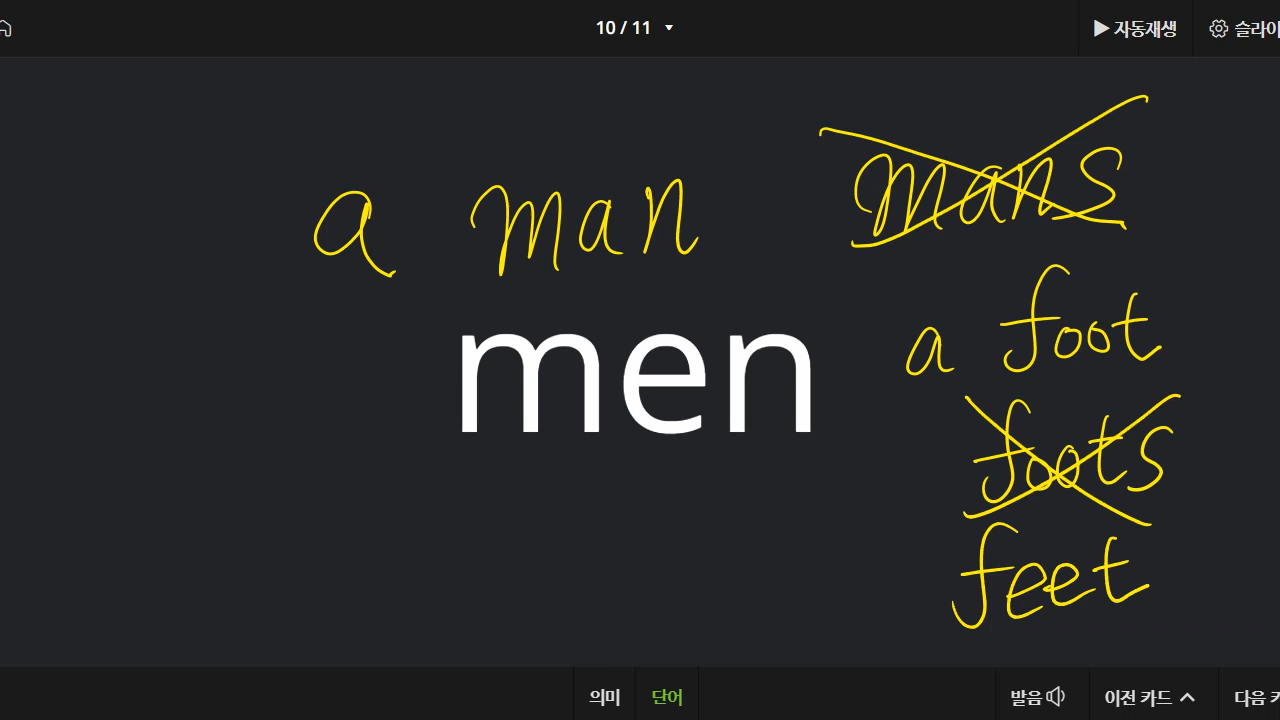 10 / 11
자동재생
슬라이
a man
mans
men
a foot
foots
feet
의미
단어
발음
이전 카드
다음